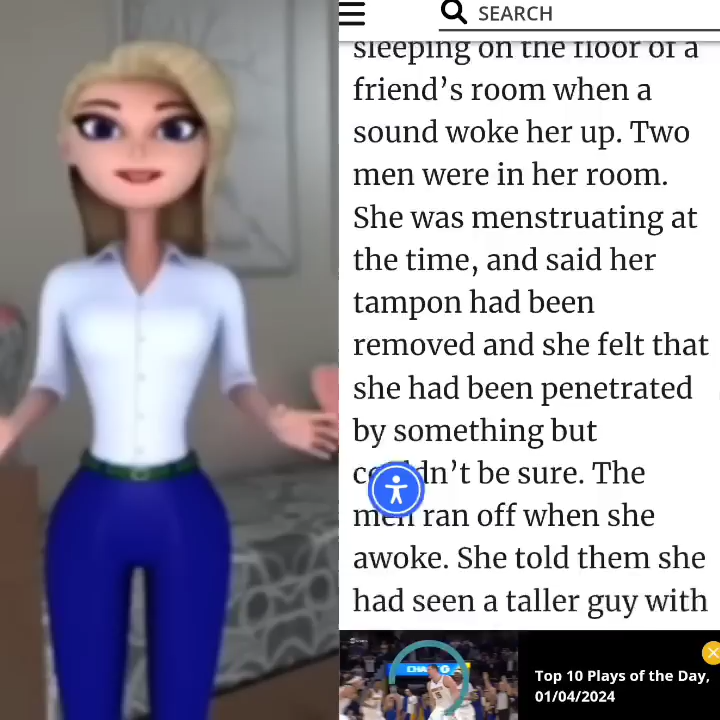 SEARCH
sleeping on the floor of a
friend's room when a
sound woke her up. Two
men were in her room.
She was menstruating at
the time, and said her
tampon had been
removed and she felt that
she had been penetrated
by something but
couldn't be sure. The
men ran off when she
awoke. She told them she
had seen a taller guy with
Top 10 Plays of the Day,
01/04/2024